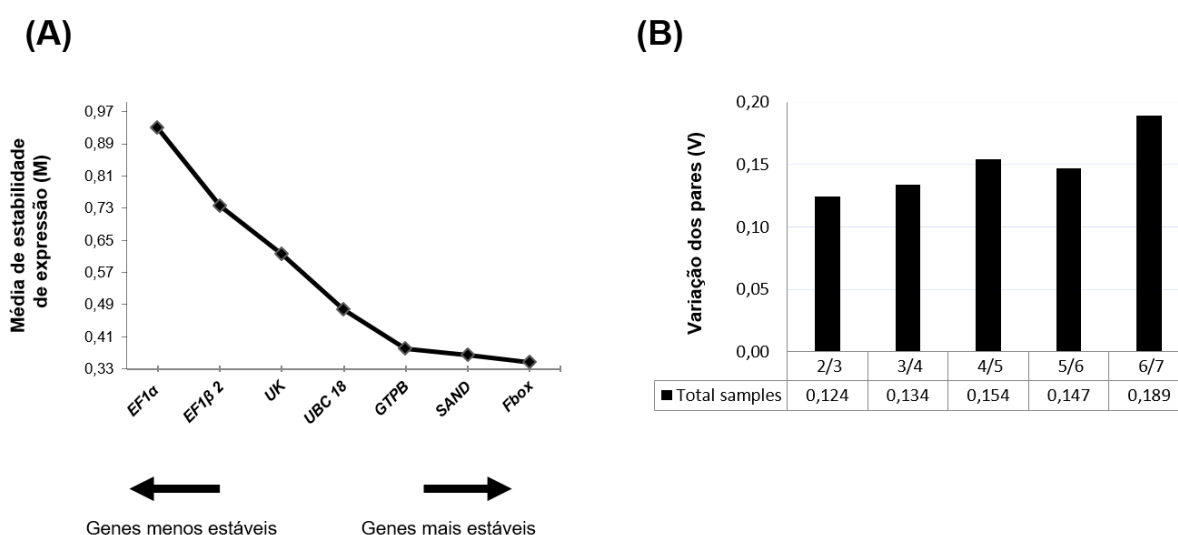 (A)
Média de estabilidade
de expressão (M)
0,97
0,89
0,81
0,73
0,65
0,57
0,49
0,41
0,33
EF1α
EF1β 2
UK
UBC 18
GTPB
SAND
Fbox
Genes menos estáveis
Genes mais estáveis
(B)
Variação dos pares (V)
0,20
0,15
0,10
0,05
0,00
2/3 3/4 4/5 5/6 6/7
Total samples 0,124 0,134 0,154 0,147 0,189